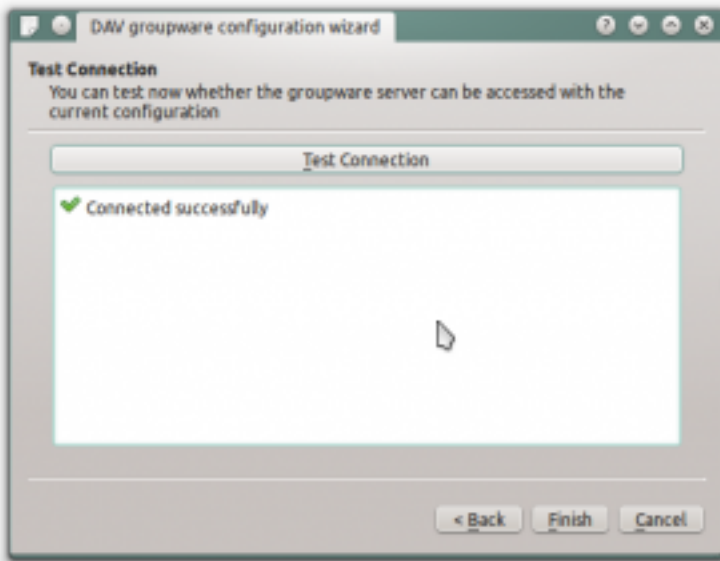 DAV groupware configuration wizard
Test Connection
You can test now whether the groupware server can be accessed with the
current configuration
Test Connection
Connected successfully
< Back
Finish
Cancel